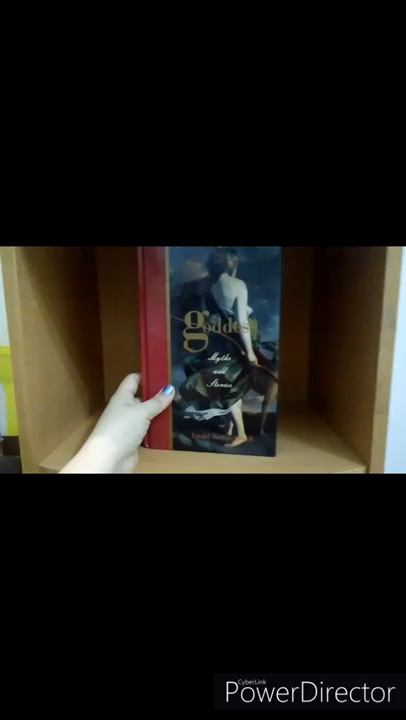 goddess
Myths
and
Stories
CyberLink
PowerDirector